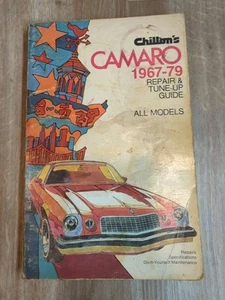 Chilton's
CAMARO
1967-79
REPAIR &
TUNE-UP
GUIDE
ALL MODELS
Repairs
Specifications
Do-It-Yourself Maintenance